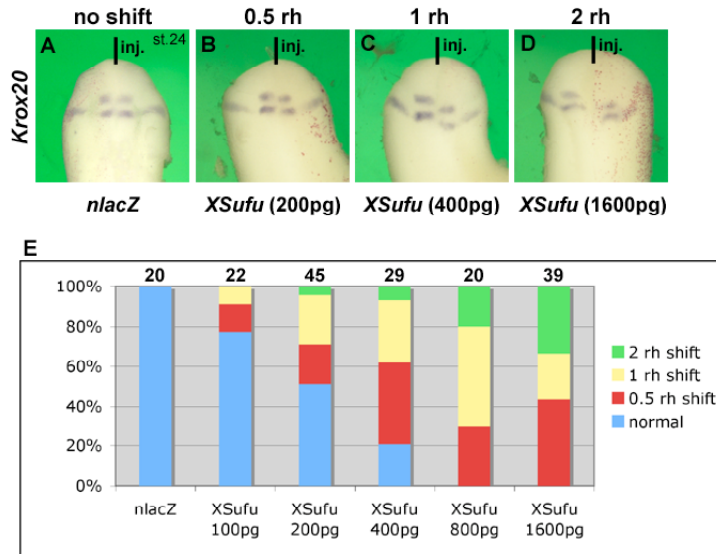 no shift 0.5 rh 1 rh 2 rh
A inj. st.24 B inj. C inj. D inj.
Krox20
nlacZ XSufu (200pg) XSufu (400pg) XSufu (1600pg)
E
20 22 45 29 20 39
100%
80%
60%
40%
20%
0%
2 rh shift
1 rh shift
0.5 rh shift
normal
nlacZ XSufu XSufu XSufu XSufu XSufu
100pg 200pg 400pg 800pg 1600pg